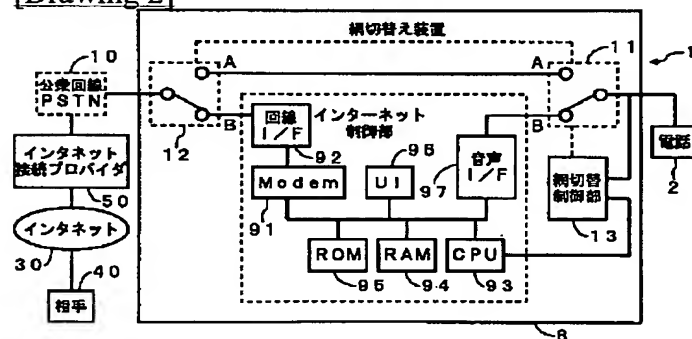 [Drawing 2]
網切替え装置
10
公衆回線
PSTN
12
A
B
A
B
11
1
回線
I/F
92
インターネット
制御部
音声
I/F
97
電話
2
インタネット
接続プロバイダ
50
Modem
91
UI
96
網切替
制御部
13
インタネット
30
ROM
95
RAM
94
CPU
93
40
相手
8